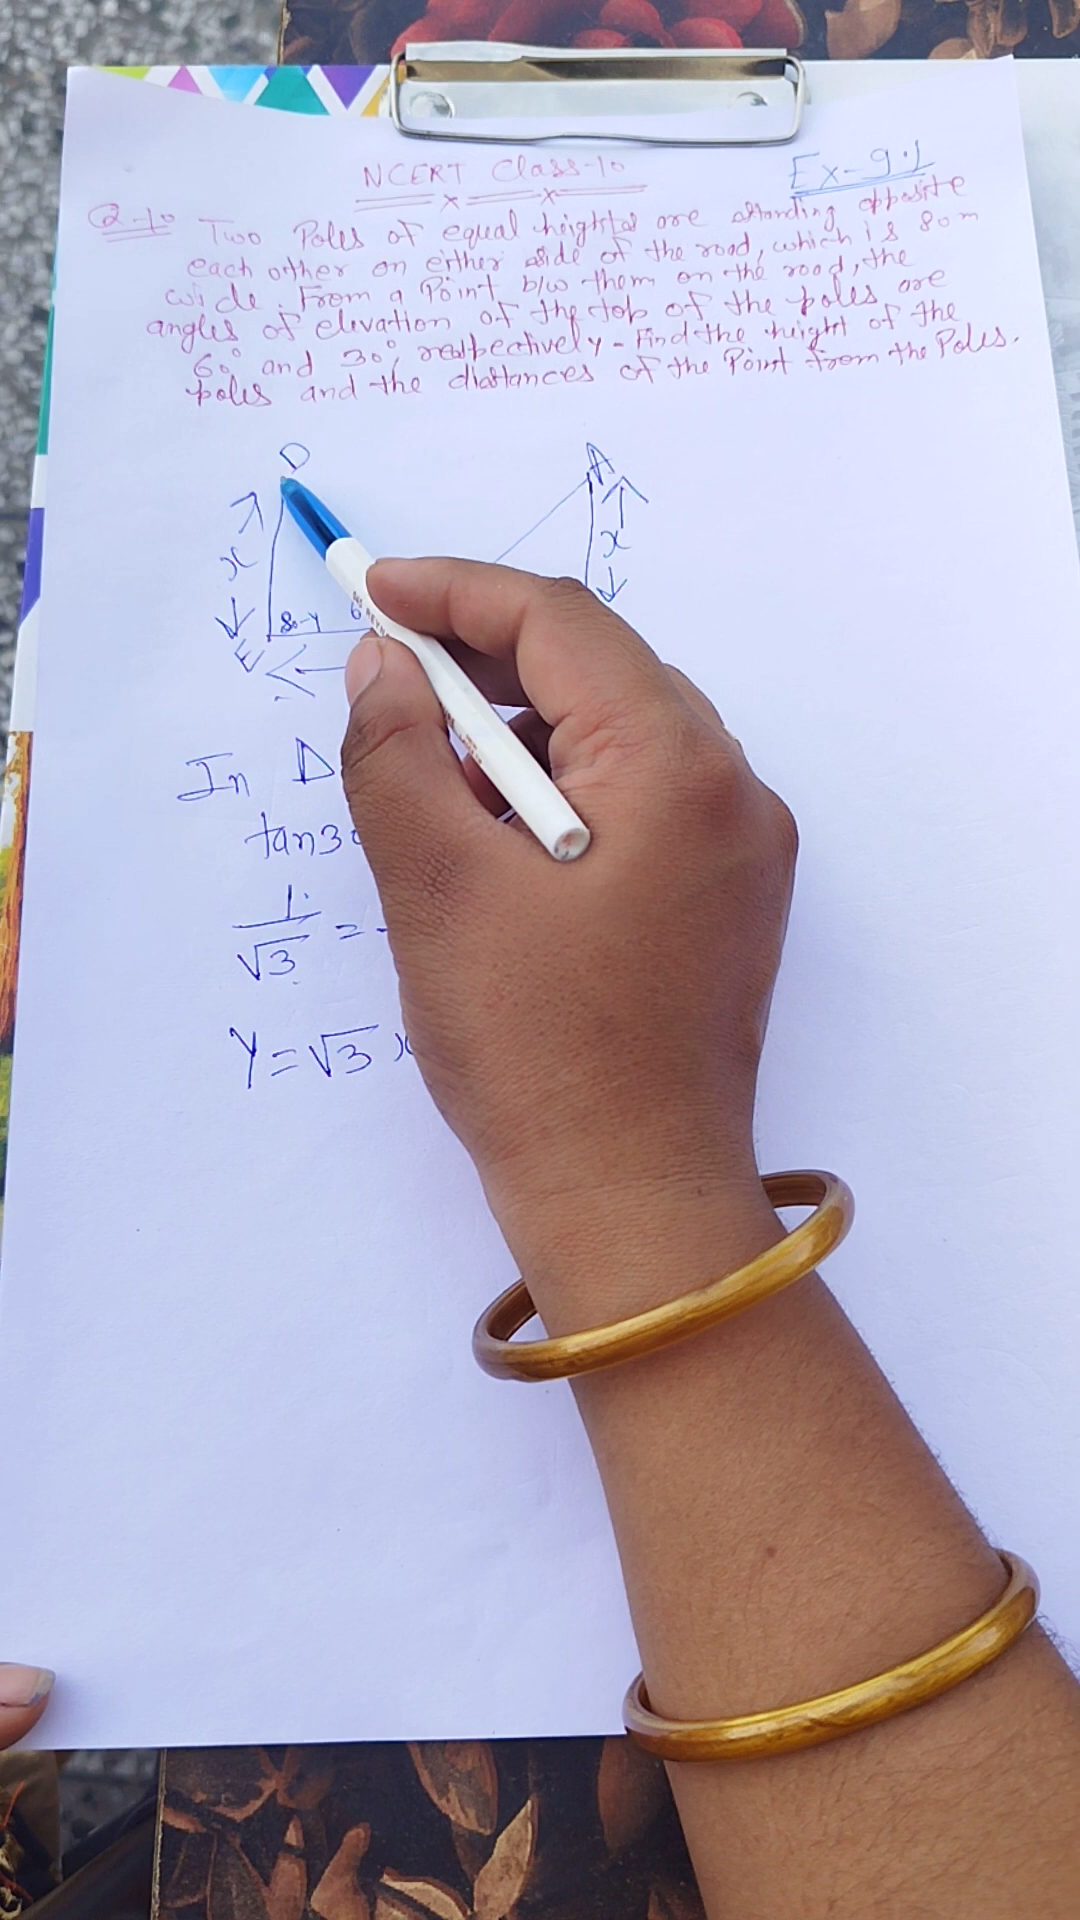 NCERT Class-10
Ex-9.1
Q-10 Two Poles of equal heights are standing opposite
each other on either side of the road, which is 80m
wide. From a Point b/w them on the road, the
angles of elevation of the top of the poles are
60° and 30°, respectively - Find the height of the
poles and the distances of the Point from the Poles.
D
A
x
x
80-y 6
E
In Δ
tan30
1/√3 =
Y=√3 x